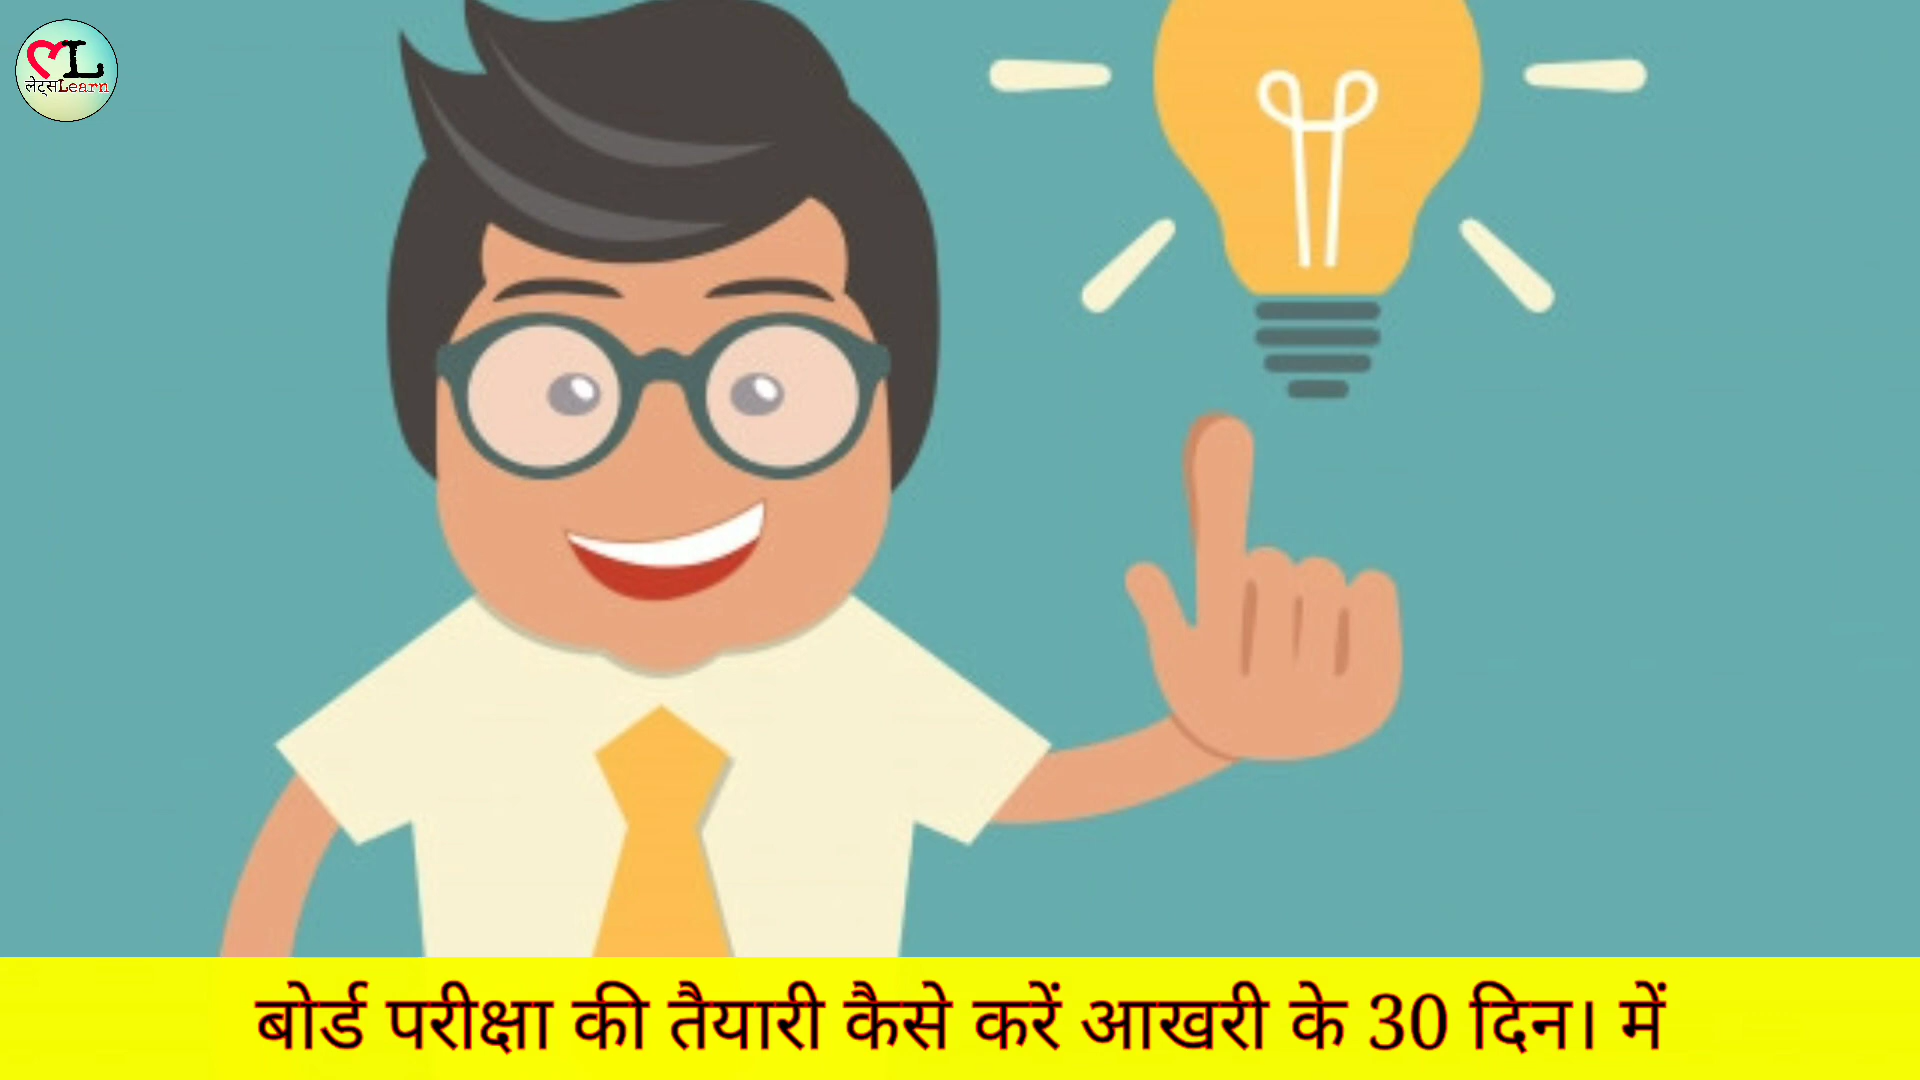 L
लेट्सLearn
बोर्ड परीक्षा की तैयारी कैसे करें आखरी के 30 दिन। में